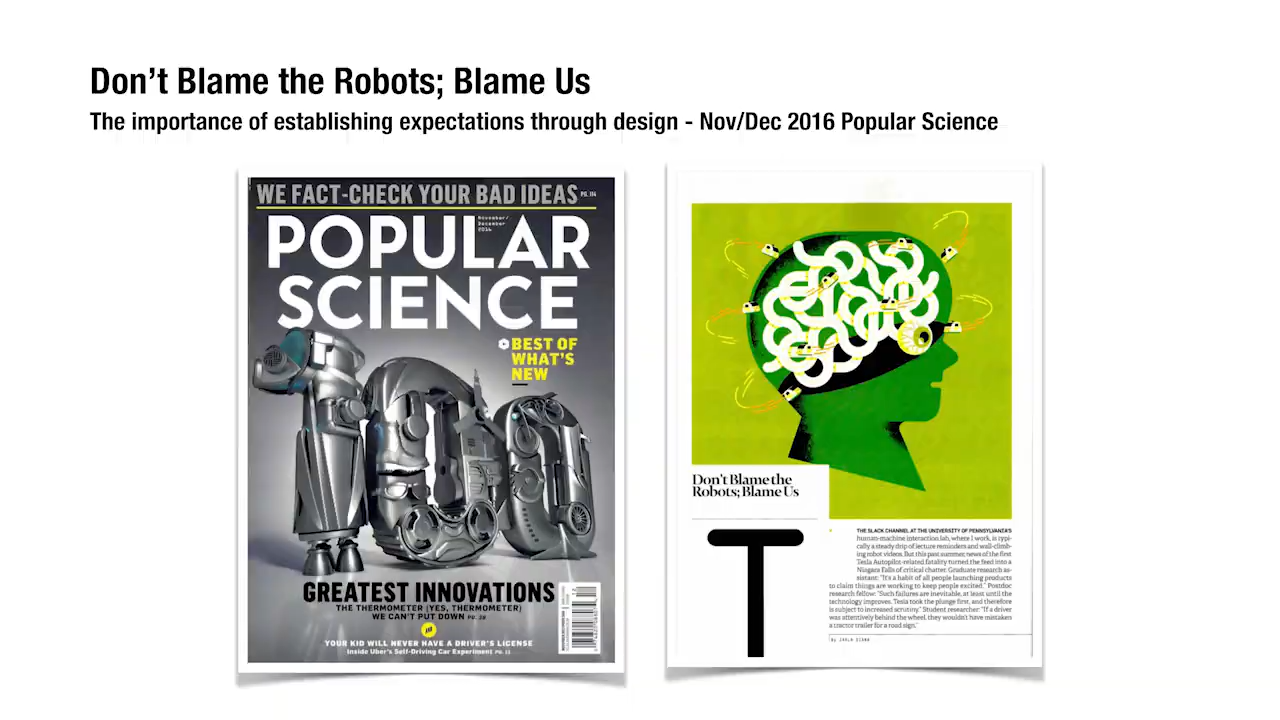 Don't Blame the Robots; Blame Us
The importance of establishing expectations through design - Nov/Dec 2016 Popular Science
WE FACT-CHECK YOUR BAD IDEAS PG. 114
November/
December
2016
POPULAR
SCIENCE
BEST OF
WHAT'S
NEW
100
GREATEST INNOVATIONS
THE THERMOMETER (YES, THERMOMETER)
WE CAN'T PUT DOWN PG. 28
YOUR KID WILL NEVER HAVE A DRIVER'S LICENSE
Inside Uber's Self-Driving Car Experiment PG. 11
Don't Blame the
Robots; Blame Us
T
THE SLACK CHANNEL AT THE UNIVERSITY OF PENNSYLVANIA'S
human-machine interaction lab, where I work, is typi-
cally a steady drip of lecture reminders and wall-climb-
ing robot videos. But this past summer, news of the first
Tesla Autopilot-related fatality turned the feed into a
Niagara Falls of critical chatter. Graduate research as-
sistant: "It's a habit of all people launching products
to claim things are working to keep people excited." Postdoc
research fellow: "Such failures are inevitable, at least until the
technology improves. Tesla took the plunge first, and therefore
is subject to increased scrutiny." Student researcher: "If a driver
was attentively behind the wheel, they wouldn't have mistaken
a tractor trailer for a road sign."